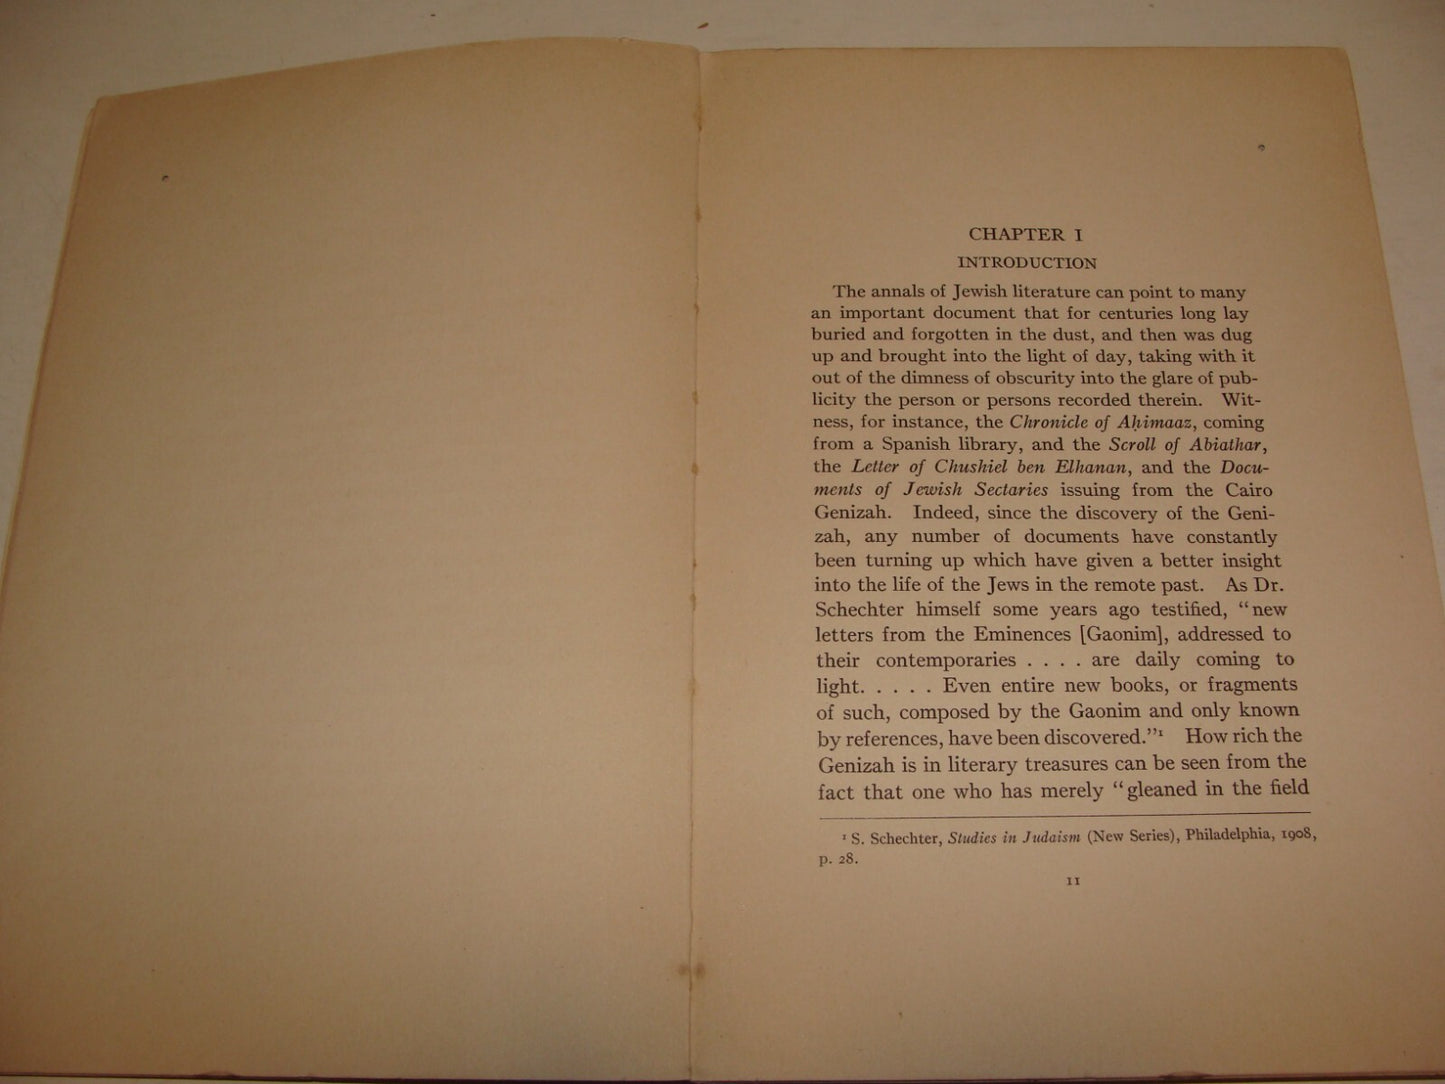 CHAPTER I
INTRODUCTION
The annals of Jewish literature can point to many
an important document that for centuries long lay
buried and forgotten in the dust, and then was dug
up and brought into the light of day, taking with it
out of the dimness of obscurity into the glare of pub-
licity the person or persons recorded therein. Wit-
ness, for instance, the Chronicle of Aḥimaaz, coming
from a Spanish library, and the Scroll of Abiathar,
the Letter of Chushiel ben Elhanan, and the Docu-
ments of Jewish Sectaries issuing from the Cairo
Genizah. Indeed, since the discovery of the Geni-
zah, any number of documents have constantly
been turning up which have given a better insight
into the life of the Jews in the remote past. As Dr.
Schechter himself some years ago testified, “new
letters from the Eminences [Gaonim], addressed to
their contemporaries . . . . are daily coming to
light. . . . . Even entire new books, or fragments
of such, composed by the Gaonim and only known
by references, have been discovered.”¹ How rich the
Genizah is in literary treasures can be seen from the
fact that one who has merely “gleaned in the field
¹ S. Schechter, Studies in Judaism (New Series), Philadelphia, 1908,
p. 28.
11